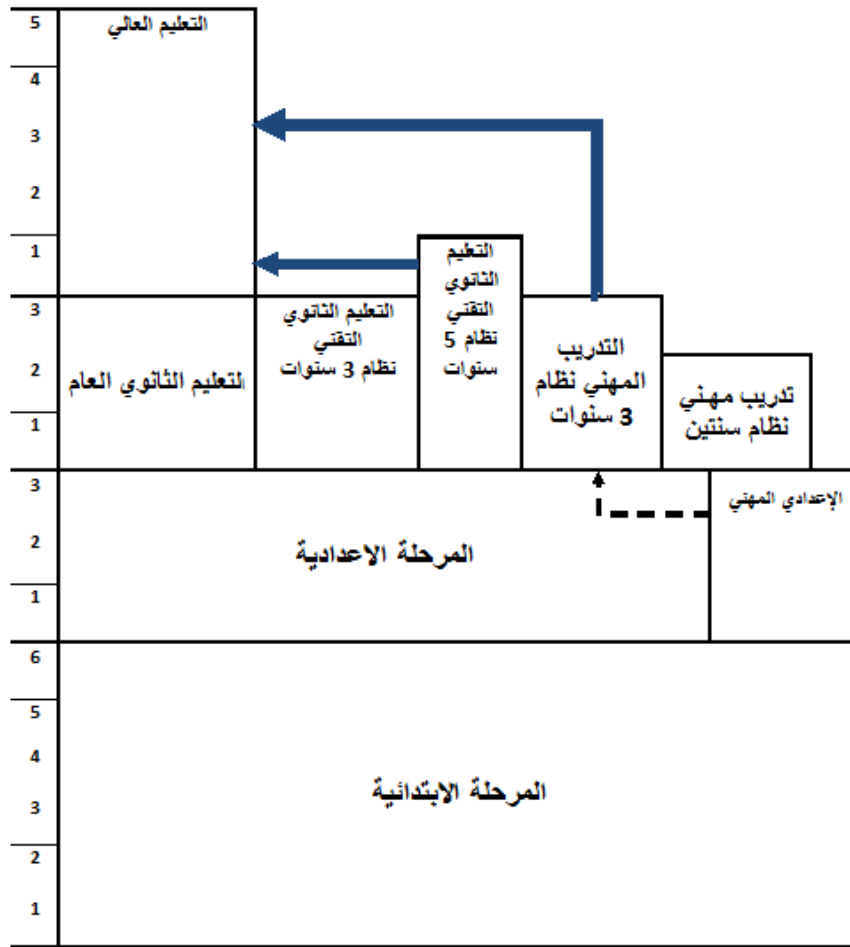 5
التعليم العالي
4
3
2
1
التعليم
الثانوي
التقني
نظام 5
سنوات
3
التعليم الثانوي
التقني
نظام 3 سنوات
التدريب
المهني نظام
3 سنوات
2
لتعليم الثانوي العام
تدريب مهني
نظام سنتين
1
3
الإعدادي المهني
2
المرحلة الاعدادية
1
6
5
4
المرحلة الابتدائية
3
2
1